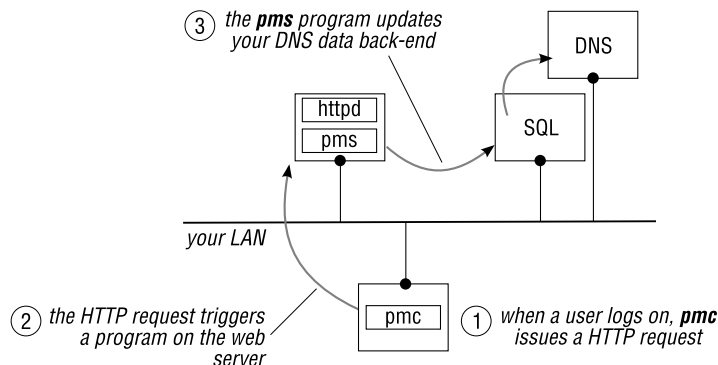 3 the pms program updates
your DNS data back-end
DNS
httpd
pms
SQL
your LAN
pmc
2 the HTTP request triggers
a program on the web
server
1 when a user logs on, pmc
issues a HTTP request